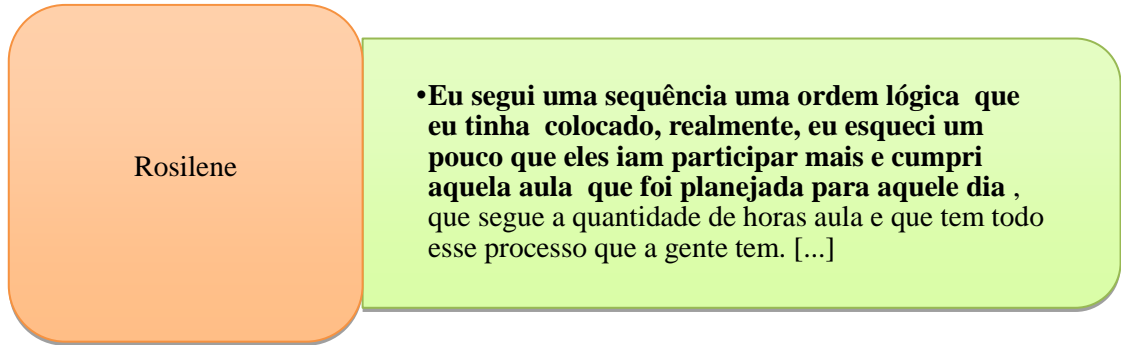 Rosilene
•Eu segui uma sequência uma ordem lógica que
eu tinha colocado, realmente, eu esqueci um
pouco que eles iam participar mais e cumpri
aquela aula que foi planejada para aquele dia ,
que segue a quantidade de horas aula e que tem todo
esse processo que a gente tem. [...]